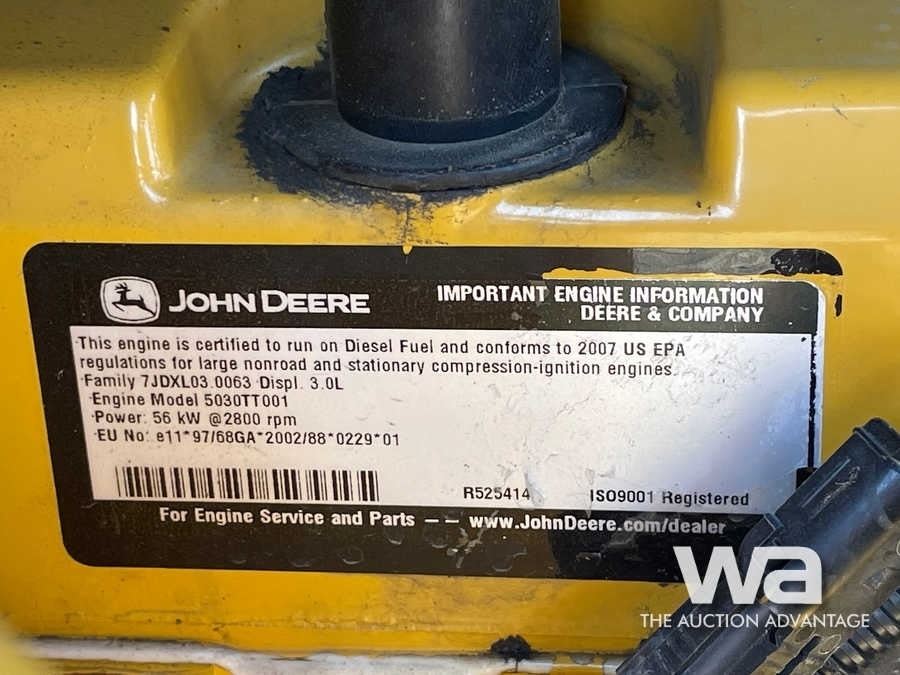 JOHN DEERE
IMPORTANT ENGINE INFORMATION
DEERE & COMPANY
This engine is certified to run on Diesel Fuel and conforms to 2007 US EPA
regulations for large nonroad and stationary compression-ignition engines.
Family 7JDXL03.0063 Displ. 3.0L
Engine Model 5030TT001
Power: 56 kW @2800 rpm
EU No: e11*97/68GA*2002/88*0229*01
R525414
ISO9001 Registered
For Engine Service and Parts -- www.JohnDeere.com/dealer
wa
THE AUCTION ADVANTAGE